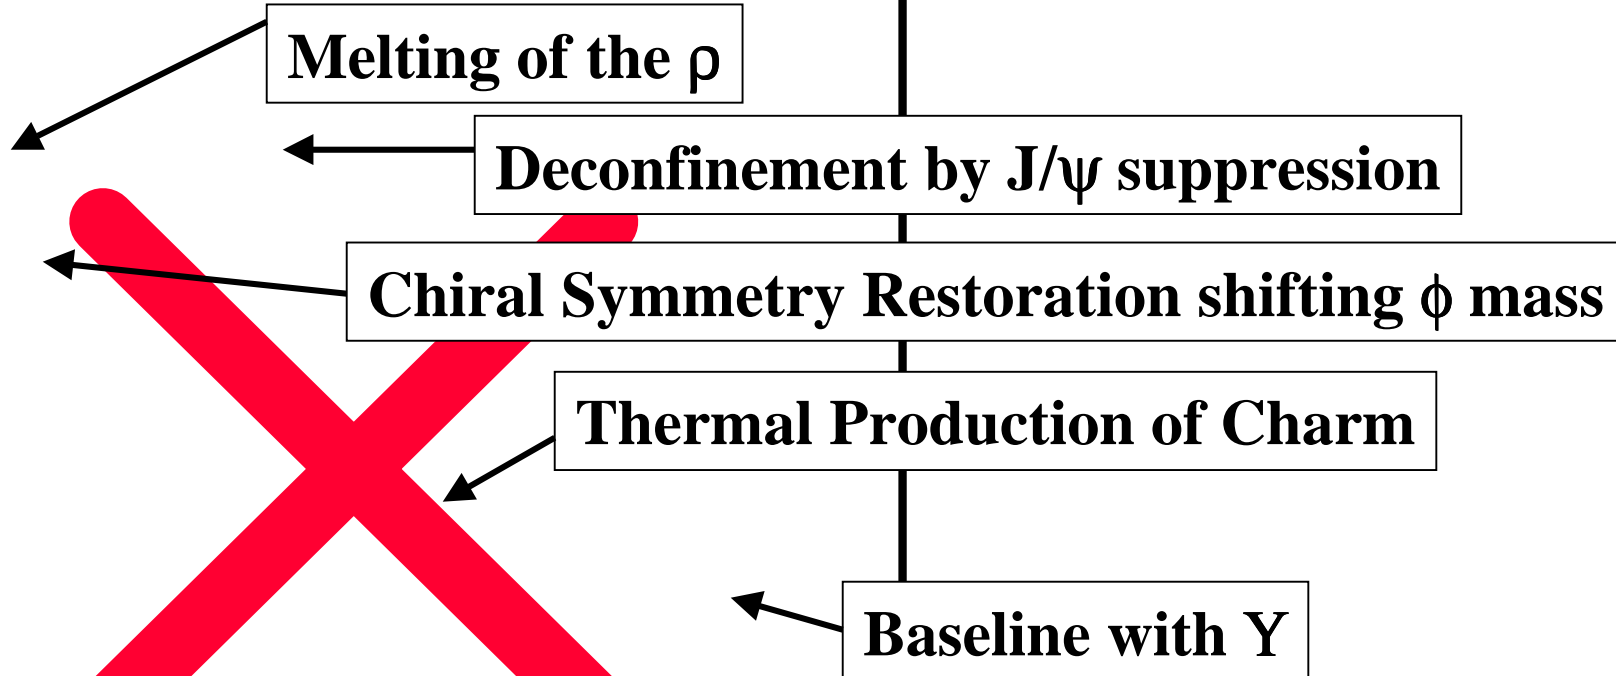 Melting of the ρ
Deconfinement by J/ψ suppression
Chiral Symmetry Restoration shifting ϕ mass
Thermal Production of Charm
Baseline with Υ